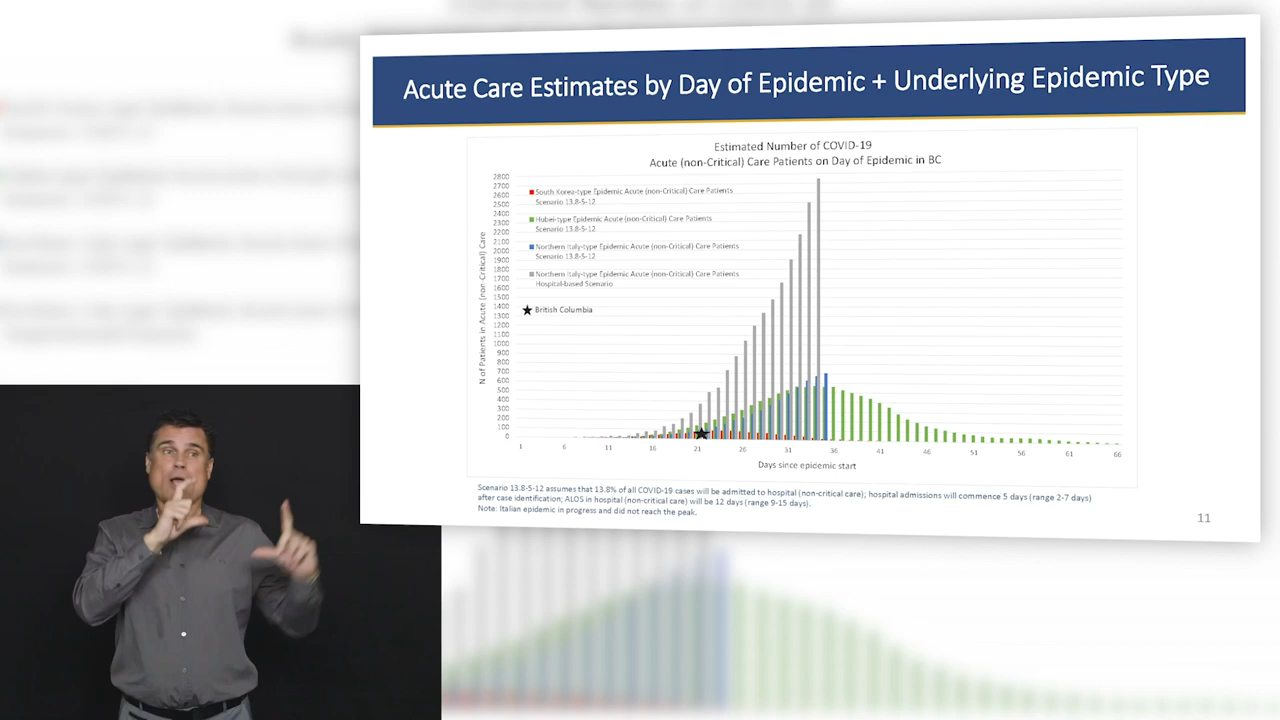 Acute Care Estimates by Day of Epidemic + Underlying Epidemic Type
Estimated Number of COVID-19
Acute (non-Critical) Care Patients on Day of Epidemic in BC
N of Patients in Acute (non-Critical) Care
2800
2700
2600
2500
2400
2300
2200
2100
2000
1900
1800
1700
1600
1500
1400
1300
1200
1100
1000
900
800
700
600
500
400
300
200
100
0
South Korea-type Epidemic Acute (non-Critical) Care Patients
Scenario 13.8-5-12
Hubei-type Epidemic Acute (non-Critical) Care Patients
Scenario 13.8-5-12
Northern Italy-type Epidemic Acute (non-Critical) Care Patients
Scenario 13.8-5-12
Northern Italy-type Epidemic Acute (non-Critical) Care Patients
Hospital-based Scenario
British Columbia
1 6 11 16 21 26 31 36 41 46 51 56 61 66
Days since epidemic start
Scenario 13.8-5-12 assumes that 13.8% of all COVID-19 cases will be admitted to hospital (non-critical care); hospital admissions will commence 5 days (range 2-7 days)
after case identification; ALOS in hospital (non-critical care) will be 12 days (range 9-15 days).
Note: Italian epidemic in progress and did not reach the peak.
11